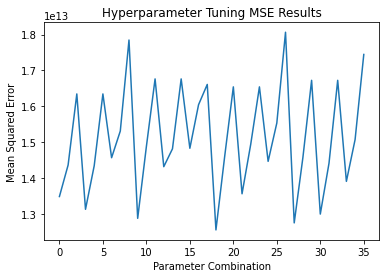 Hyperparameter Tuning MSE Results
1e13
1.8
1.7
1.6
1.5
1.4
1.3
Mean Squared Error
0 5 10 15 20 25 30 35
Parameter Combination